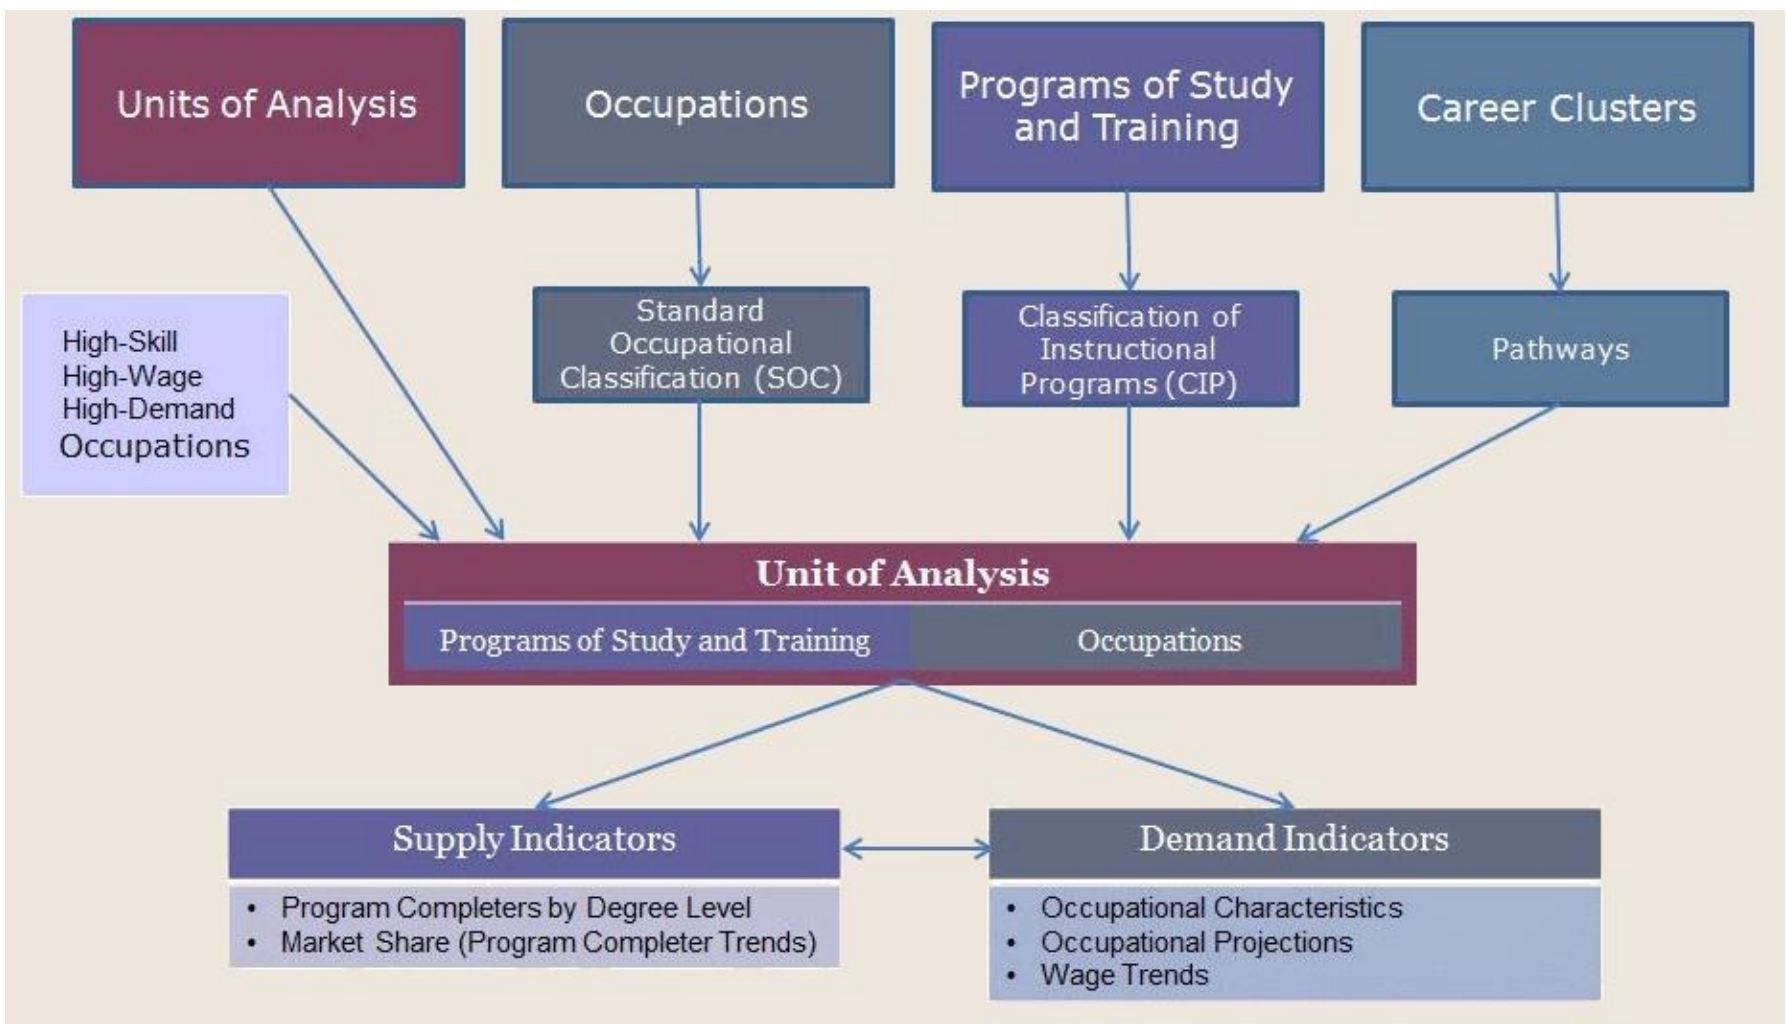 Units of Analysis
Occupations
Programs of Study
and Training
Career Clusters
High-Skill
High-Wage
High-Demand
Occupations
Standard
Occupational
Classification (SOC)
Classification of
Instructional
Programs (CIP)
Pathways
Unit of Analysis
Programs of Study and Training
Occupations
Supply Indicators
• Program Completers by Degree Level
• Market Share (Program Completer Trends)
Demand Indicators
• Occupational Characteristics
• Occupational Projections
• Wage Trends